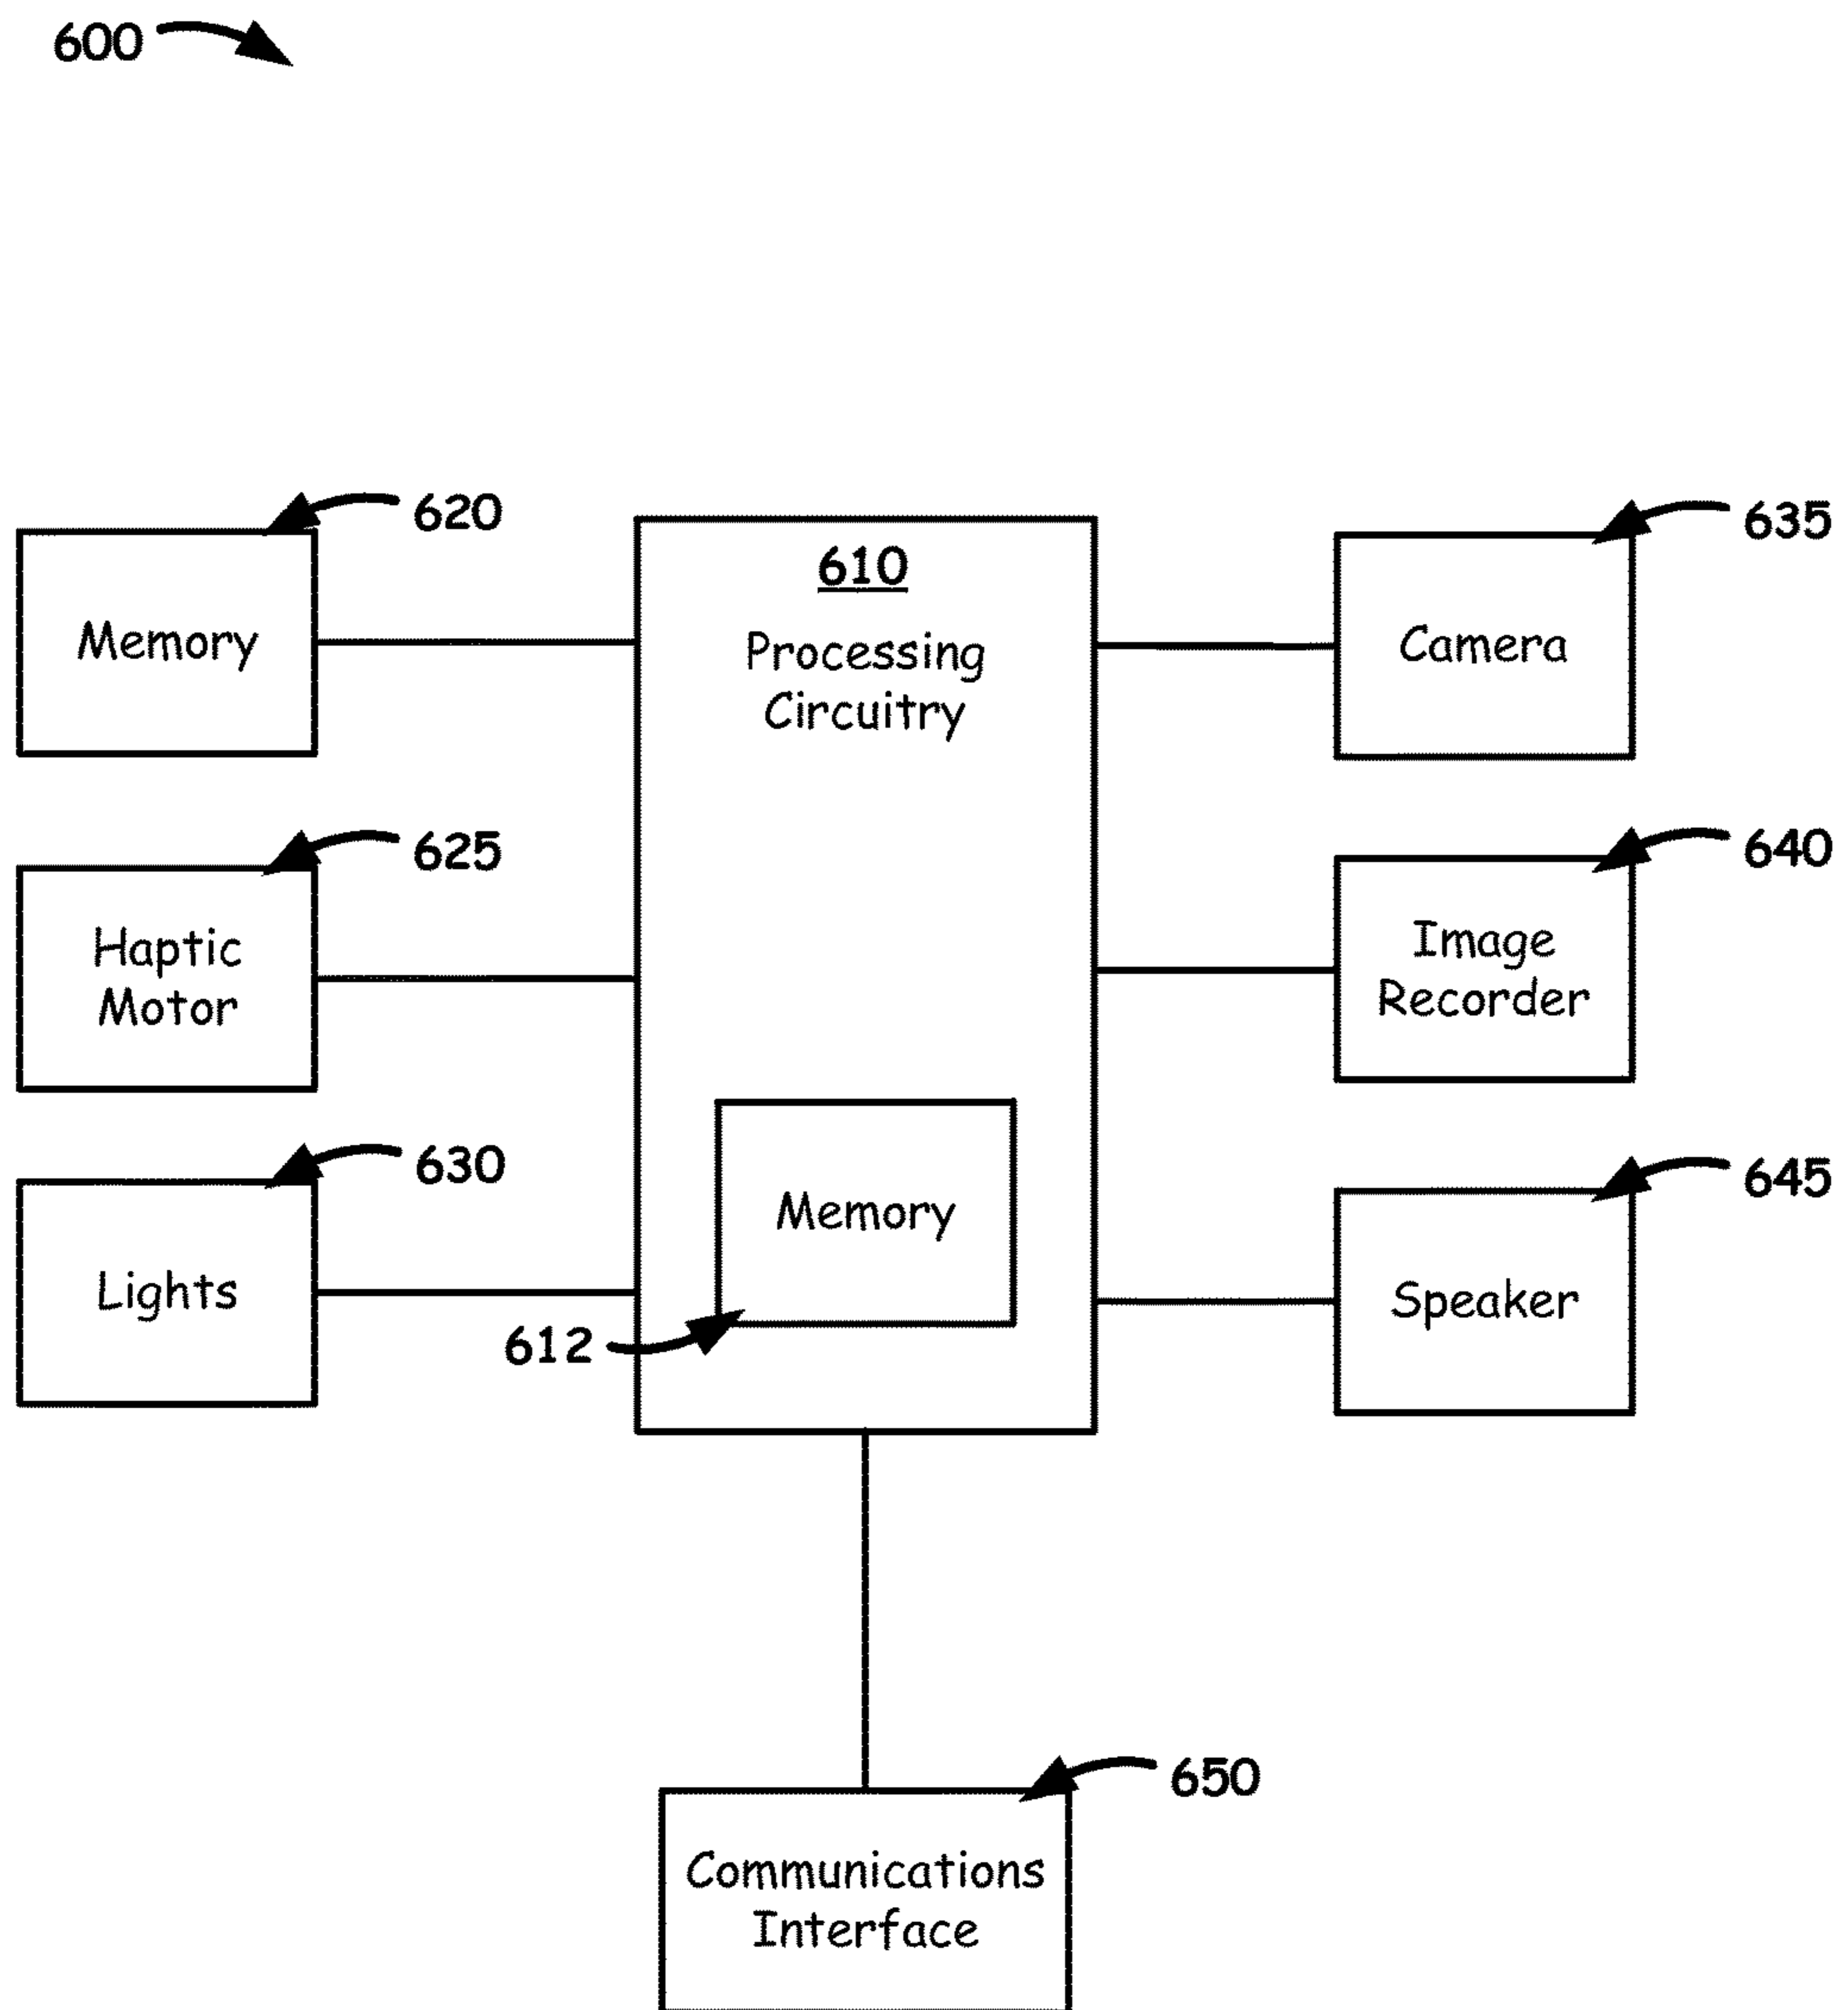 600
620
Memory
610
Processing
Circuitry
635
Camera
625
Haptic
Motor
640
Image
Recorder
630
Lights
Memory
612
645
Speaker
650
Communications
Interface